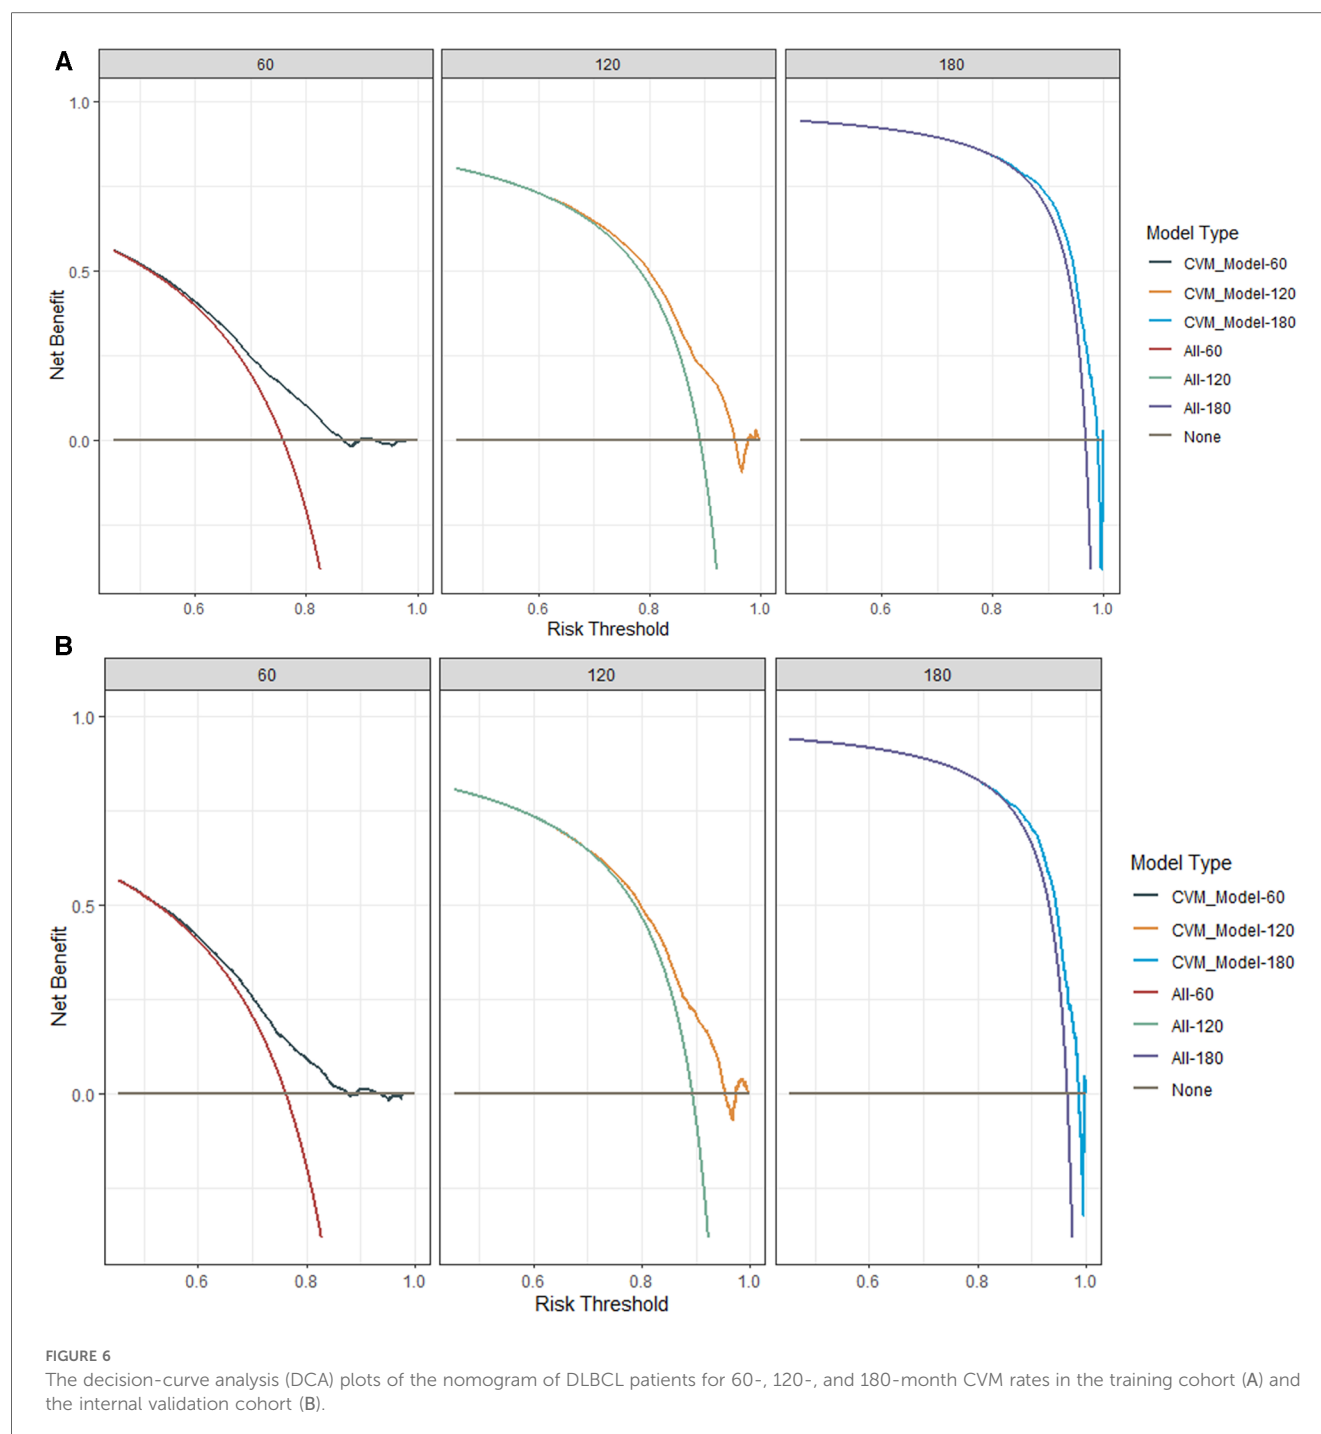 A
60
120
180
1.0
0.5
0.0
Net Benefit
0.6
0.8
1.0
0.6
0.8
1.0
0.6
0.8
1.0
Risk Threshold
Model Type
CVM_Model-60
CVM_Model-120
CVM_Model-180
All-60
All-120
All-180
None
B
60
120
180
1.0
0.5
0.0
Net Benefit
0.6
0.8
1.0
0.6
0.8
1.0
0.6
0.8
1.0
Risk Threshold
Model Type
CVM_Model-60
CVM_Model-120
CVM_Model-180
All-60
All-120
All-180
None
FIGURE 6
The decision-curve analysis (DCA) plots of the nomogram of DLBCL patients for 60-, 120-, and 180-month CVM rates in the training cohort (A) and
the internal validation cohort (B).